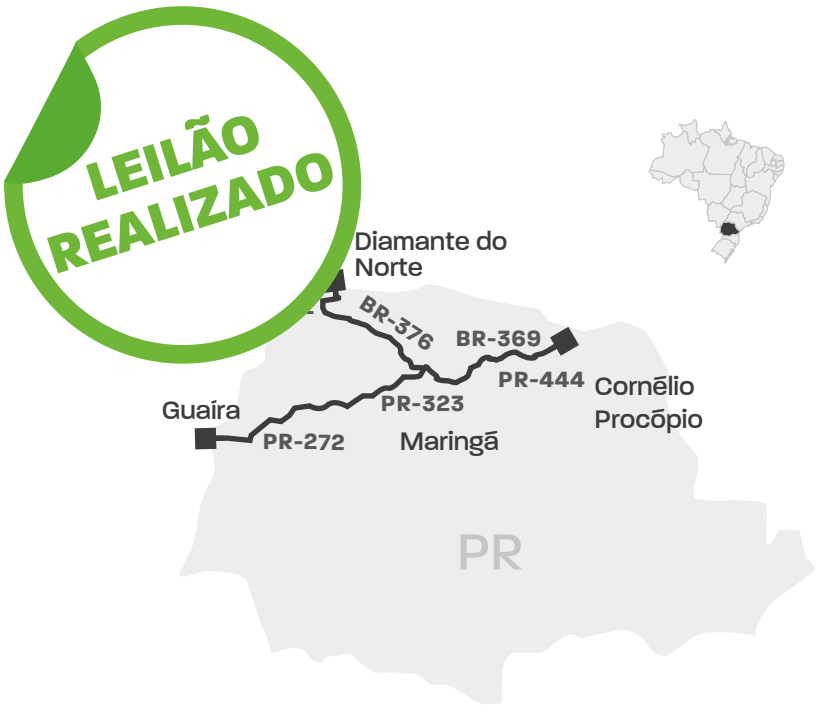 LEILÃO
REALIZADO
Diamante do
Norte
BR-376
BR-369
PR-444
Cornélio
Procópio
PR-323
Guaíra
PR-272
Maringá
PR